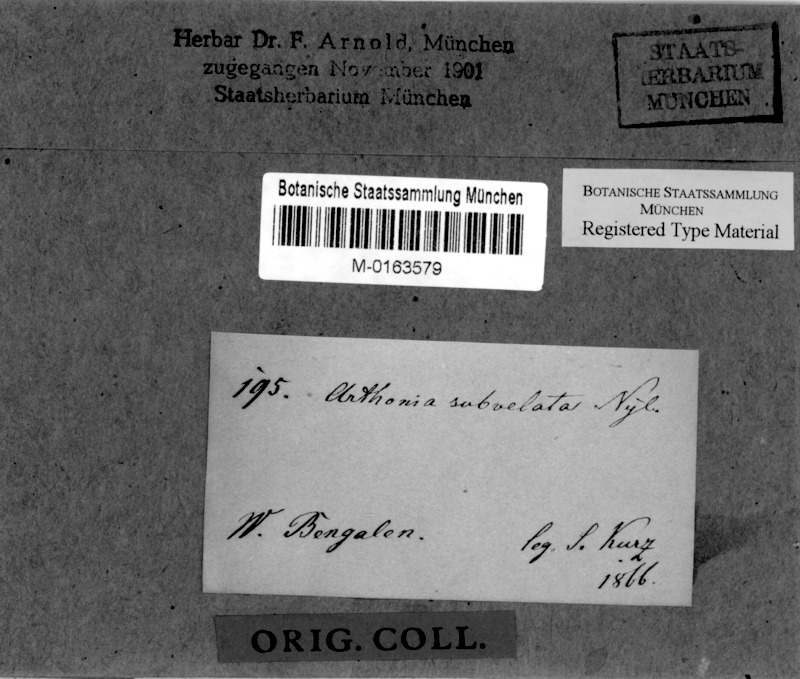 Herbar Dr. F. Arnold, München
zugegangen November 1901
Staatsherbarium München
STAATS-
HERBARIUM
MÜNCHEN
Botanische Staatssammlung München
M-0163579
BOTANISCHE STAATSSAMMLUNG
MÜNCHEN
Registered Type Material
195. Arthonia subvelata Nyl.
W. Bengalen.
leg. S. Kurz
1866.
ORIG. COLL.